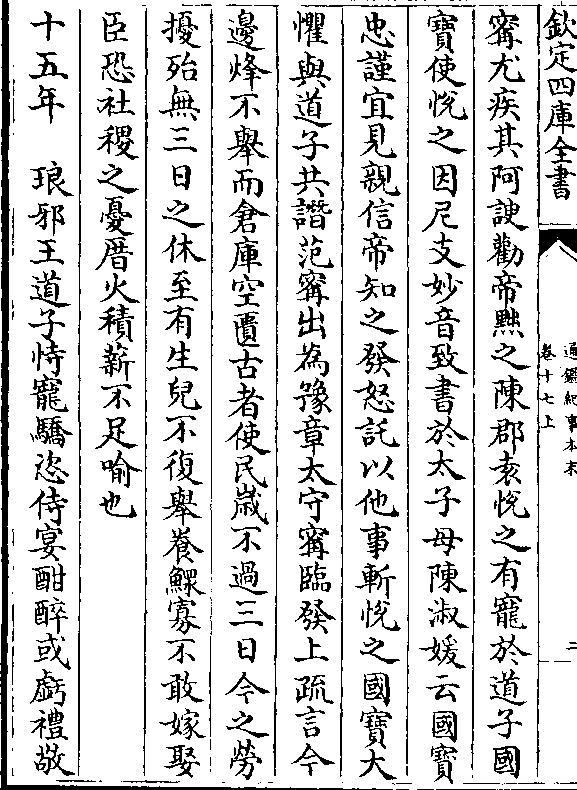 欽定四庫全書
通鑑紀事本末
卷十七上
二
甯尤疾其阿諛勸帝黜之陳郡袁悅之有寵於道子國
寶使悅之因尼支妙音致書於太子母陳淑媛云國寶
忠謹宜見親信帝知之發怒託以他事斬悅之國寶大
懼與道子共譖范甯出為豫章太守甯臨發上疏言今
邊烽不舉而倉庫空匱古者使民歲不過三日今之勞
擾殆無三日之休至有生兒不復舉養鰥寡不敢嫁娶
臣恐社稷之憂厝火積薪不足喻也
十五年　琅邪王道子恃寵驕恣侍宴酣醉或虧禮敬